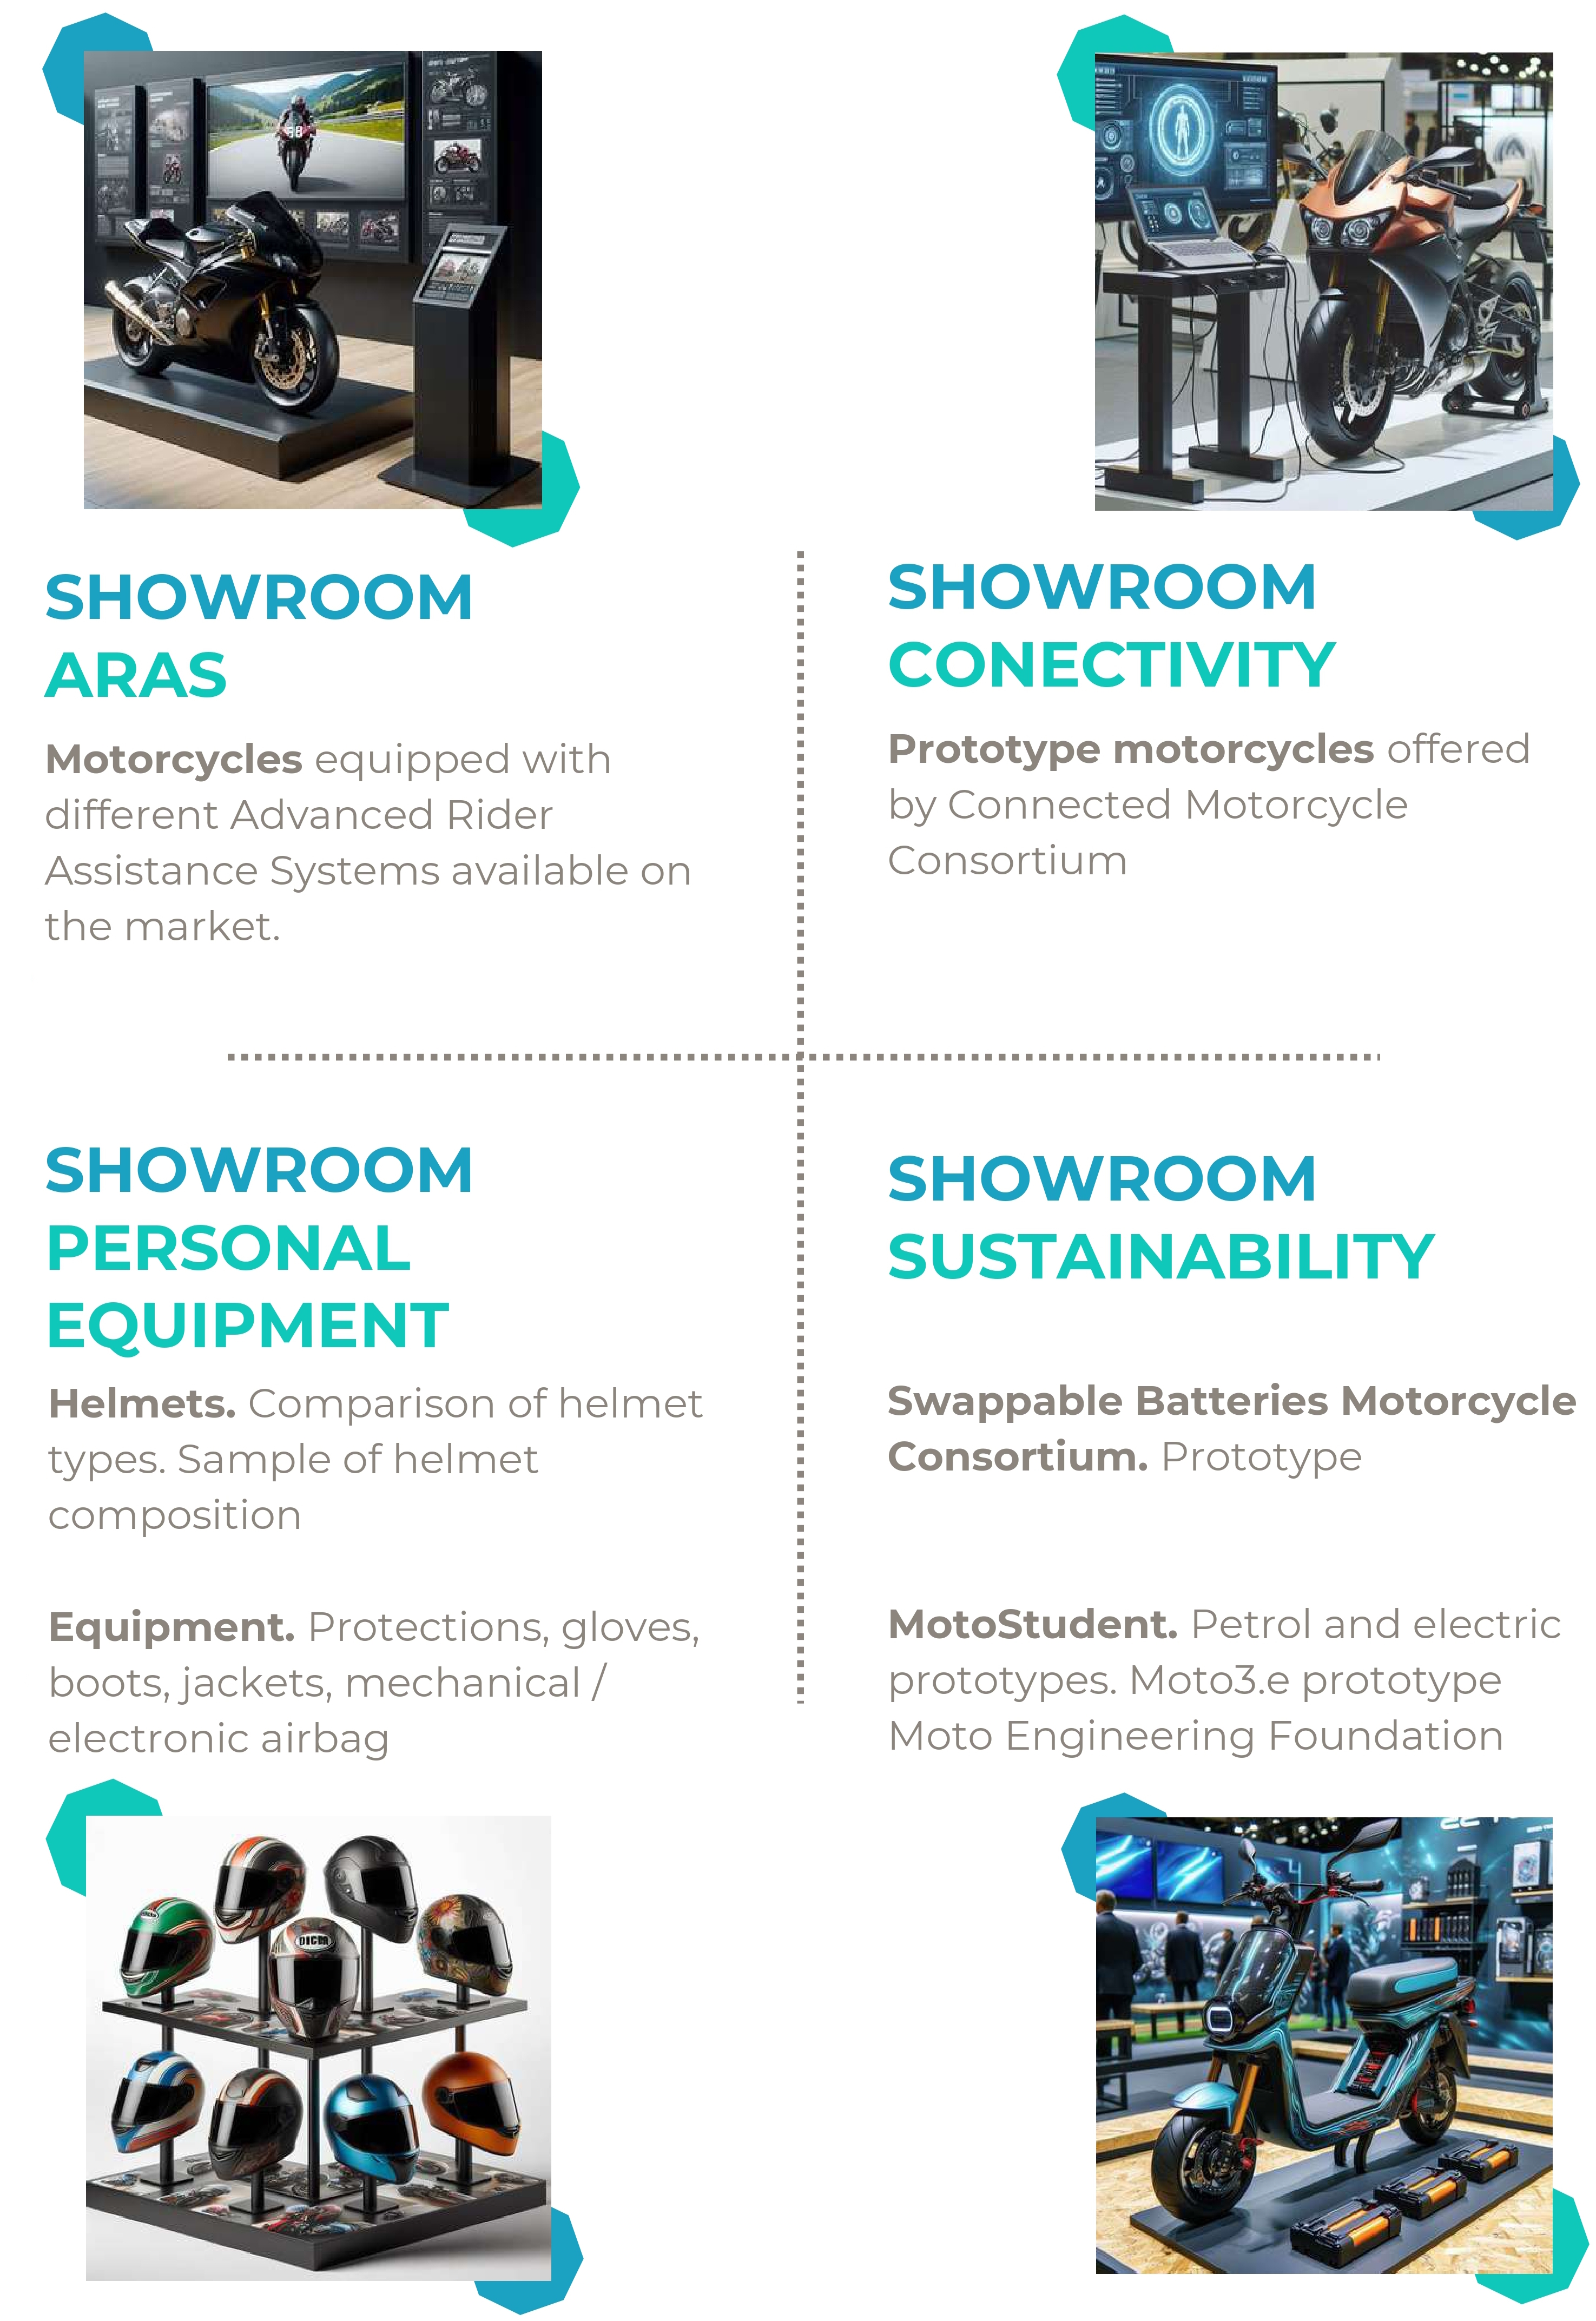 SHOWROOM
ARAS
Motorcycles equipped with
different Advanced Rider
Assistance Systems available on
the market.
SHOWROOM
CONECTIVITY
Prototype motorcycles offered
by Connected Motorcycle
Consortium
SHOWROOM
PERSONAL
EQUIPMENT
Helmets. Comparison of helmet
types. Sample of helmet
composition
Equipment. Protections, gloves,
boots, jackets, mechanical /
electronic airbag
SHOWROOM
SUSTAINABILITY
Swappable Batteries Motorcycle
Consortium. Prototype
MotoStudent. Petrol and electric
prototypes. Moto3.e prototype
Moto Engineering Foundation